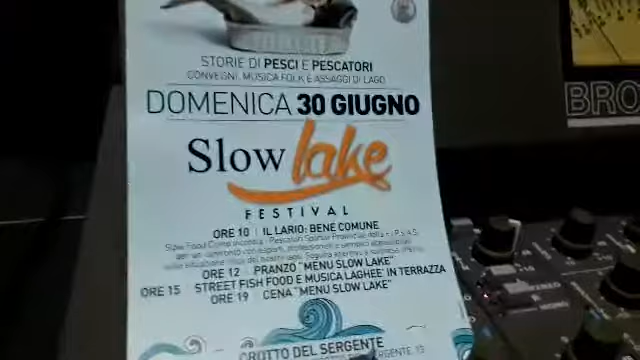 STORIE DI PESCI E PESCATORI
CONVEGNI, MUSICA FOLK E ASSAGGI DI LAGO
DOMENICA 30 GIUGNO
Slow lake
FESTIVAL
ORE 10 IL LARIO: BENE COMUNE
ORE 12 PRANZO "MENU SLOW LAKE"
ORE 15 STREET FISH FOOD E MUSICA LAGHEE' IN TERRAZZA
ORE 19 CENA "MENU SLOW LAKE"
CROTTO DEL SERGENTE
BRO